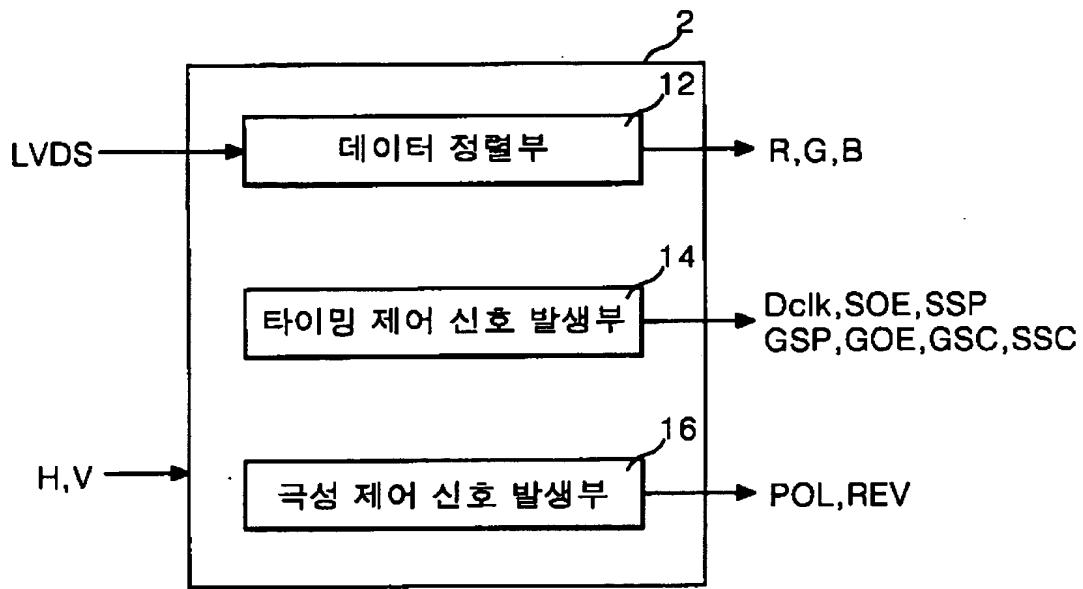 2
12
LVDS
데이터 정렬부
R,G,B
14
타이밍 제어 신호 발생부
Dclk,SOE,SSP
GSP,GOE,GSC,SSC
16
H,V
극성 제어 신호 발생부
POL,REV